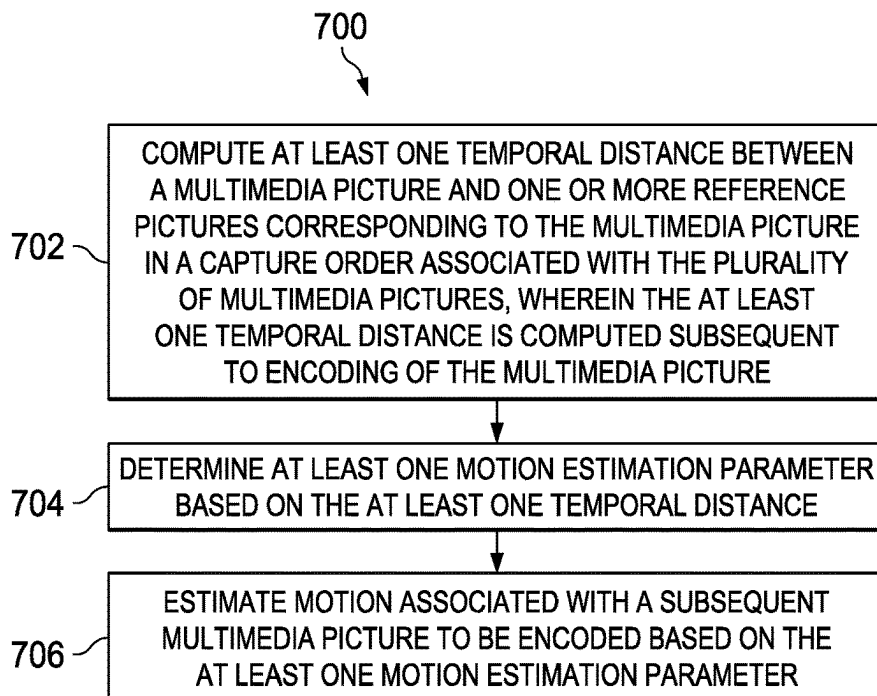 700
COMPUTE AT LEAST ONE TEMPORAL DISTANCE BETWEEN
A MULTIMEDIA PICTURE AND ONE OR MORE REFERENCE
PICTURES CORRESPONDING TO THE MULTIMEDIA PICTURE
IN A CAPTURE ORDER ASSOCIATED WITH THE PLURALITY
OF MULTIMEDIA PICTURES, WHEREIN THE AT LEAST
ONE TEMPORAL DISTANCE IS COMPUTED SUBSEQUENT
TO ENCODING OF THE MULTIMEDIA PICTURE
702
DETERMINE AT LEAST ONE MOTION ESTIMATION PARAMETER
BASED ON THE AT LEAST ONE TEMPORAL DISTANCE
704
ESTIMATE MOTION ASSOCIATED WITH A SUBSEQUENT
MULTIMEDIA PICTURE TO BE ENCODED BASED ON THE
AT LEAST ONE MOTION ESTIMATION PARAMETER
706